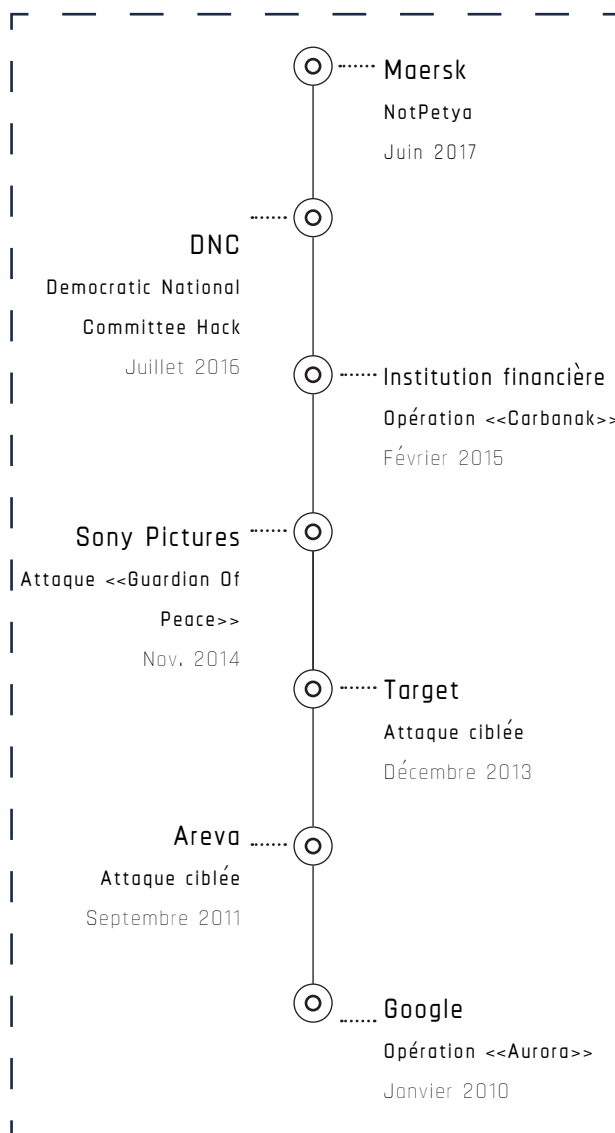 Maersk
NotPetya
Juin 2017
DNC
Democratic National
Committee Hack
Juillet 2016
Institution financière
Opération <<Carbanak>>
Février 2015
Sony Pictures
Attaque <<Guardian Of
Peace>>
Nov. 2014
Target
Attaque ciblée
Décembre 2013
Areva
Attaque ciblée
Septembre 2011
Google
Opération <<Aurora>>
Janvier 2010